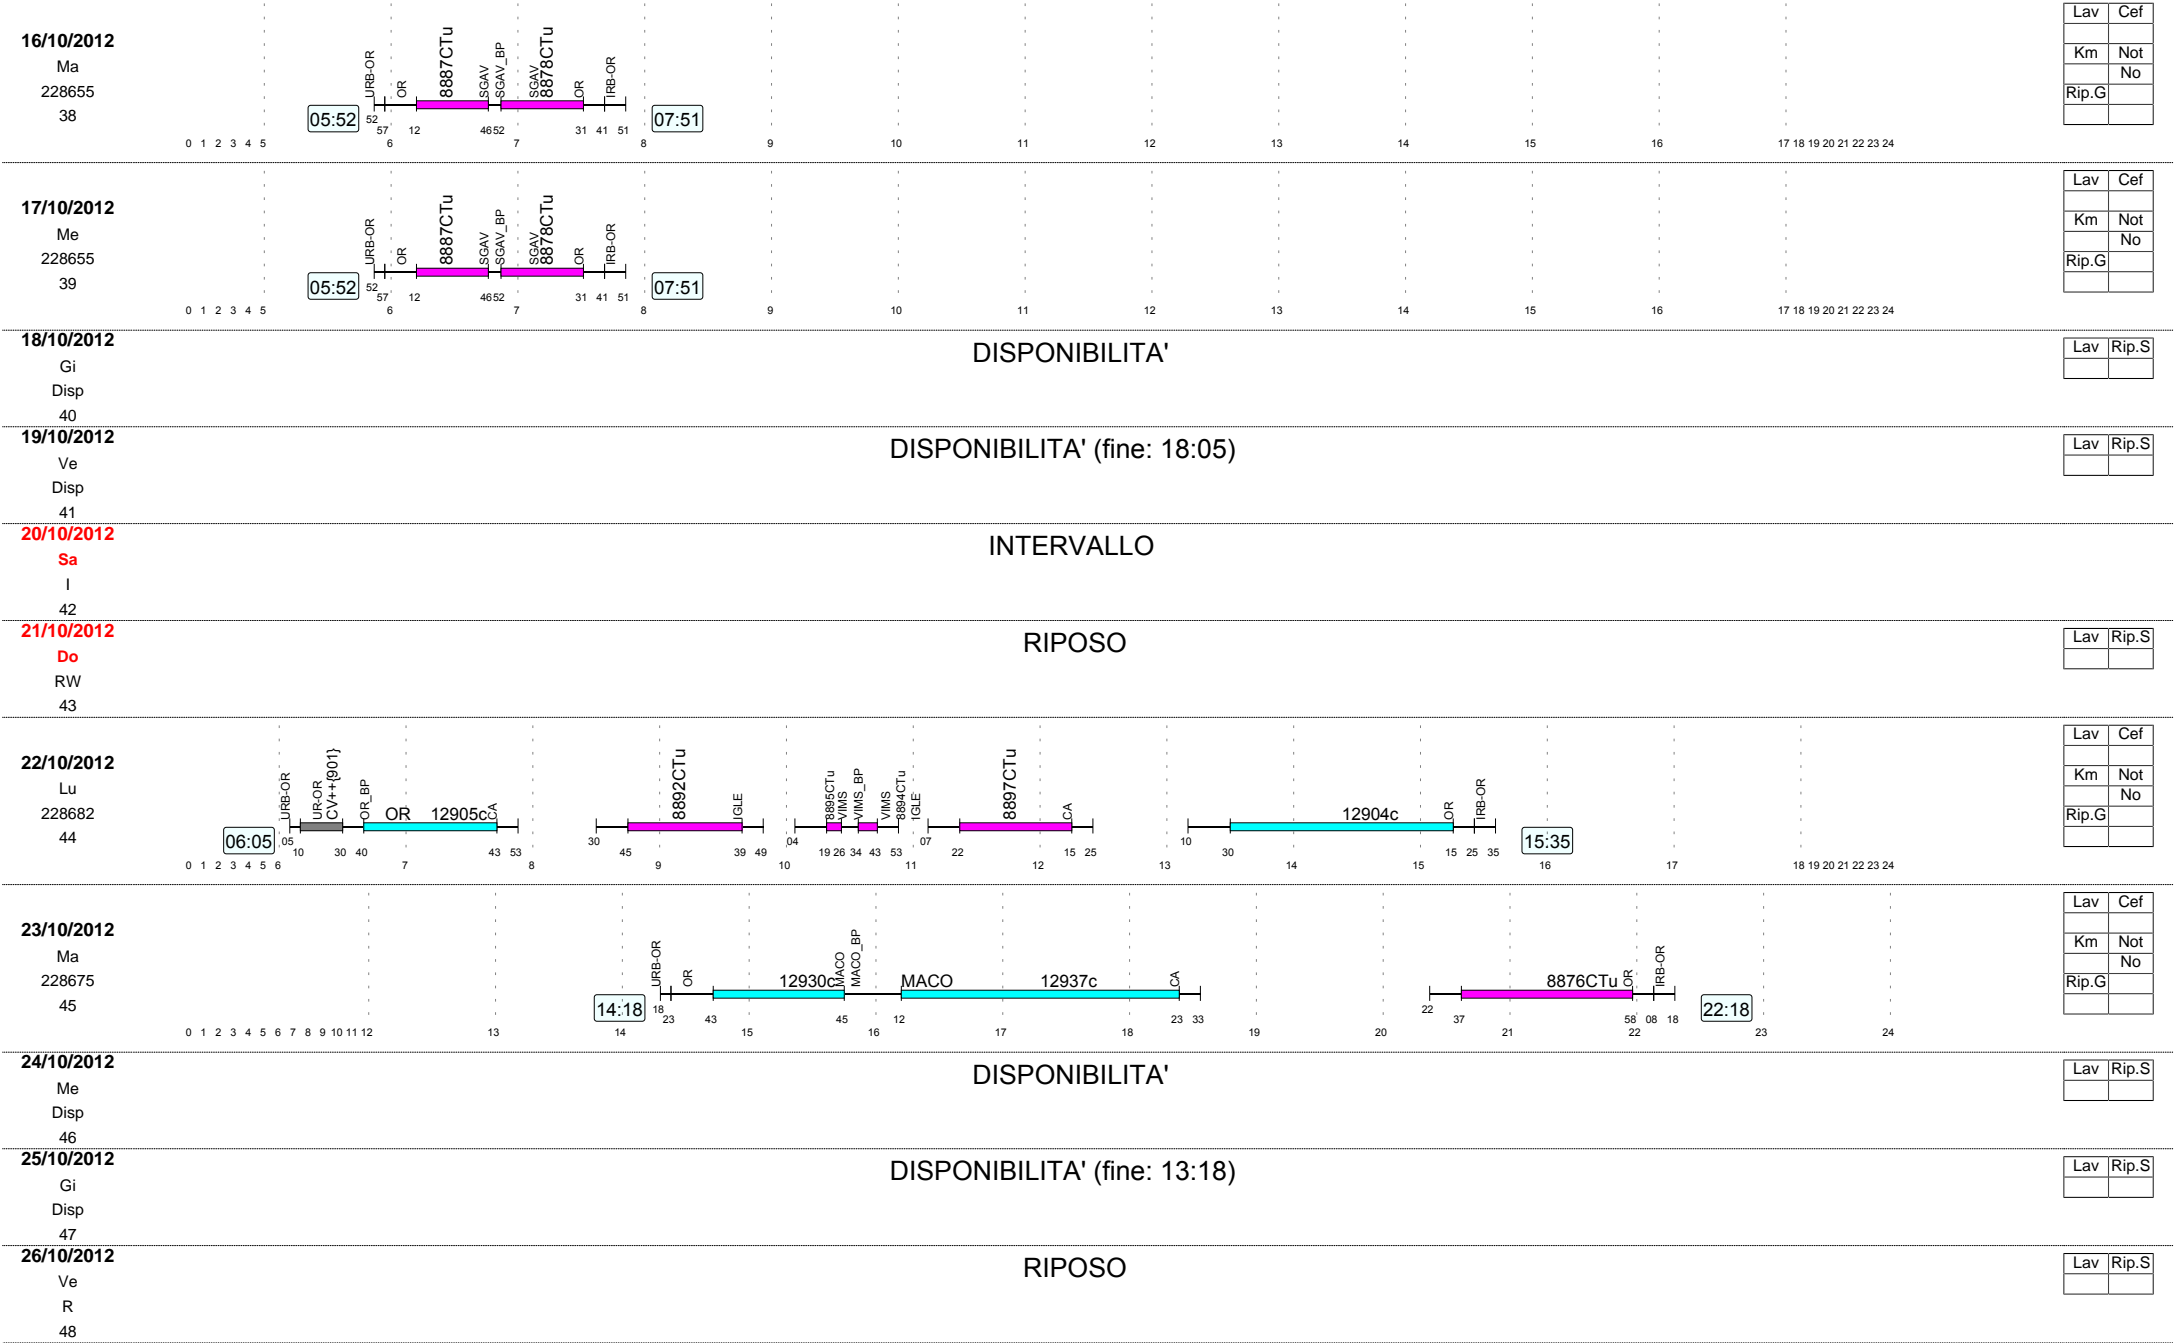 16/10/2012
Ma
228655
38
05:52
URB-OR OR 8887CTu SGAV SGAV_BP SGAV 8878CTu OR IRB-OR
52 57 12 46 52 31 41 51
07:51
0 1 2 3 4 5 6 7 8 9 10 11 12 13 14 15 16 17 18 19 20 21 22 23 24
Lav Cef
Km Not
No
Rip.G
17/10/2012
Me
228655
39
05:52
URB-OR OR 8887CTu SGAV SGAV_BP SGAV 8878CTu OR IRB-OR
52 57 12 46 52 31 41 51
07:51
0 1 2 3 4 5 6 7 8 9 10 11 12 13 14 15 16 17 18 19 20 21 22 23 24
Lav Cef
Km Not
No
Rip.G
18/10/2012
Gi
Disp
40
DISPONIBILITA'
Lav Rip.S
19/10/2012
Ve
Disp
41
DISPONIBILITA' (fine: 18:05)
Lav Rip.S
20/10/2012
Sa
I
42
INTERVALLO
21/10/2012
Do
RW
43
RIPOSO
Lav Rip.S
22/10/2012
Lu
228682
44
06:05
URB-OR UR-OR CV++{901} OR_BP OR 12905c CA 8892CTu IGLE 8895CTu VIMS VIMS_BP VIMS 8894CTu IGLE 8897CTu CA 12904c OR IRB-OR
05 10 30 40 43 53 30 45 39 49 04 19 26 34 43 53 07 22 15 25 10 30 15 25 35
15:35
0 1 2 3 4 5 6 7 8 9 10 11 12 13 14 15 16 17 18 19 20 21 22 23 24
Lav Cef
Km Not
No
Rip.G
23/10/2012
Ma
228675
45
14:18
URB-OR OR 12930c MACO MACO_BP MACO 12937c CA 8876CTu OR IRB-OR
18 23 43 45 12 23 33 22 37 58 08 18
22:18
0 1 2 3 4 5 6 7 8 9 10 11 12 13 14 15 16 17 18 19 20 21 22 23 24
Lav Cef
Km Not
No
Rip.G
24/10/2012
Me
Disp
46
DISPONIBILITA'
Lav Rip.S
25/10/2012
Gi
Disp
47
DISPONIBILITA' (fine: 13:18)
Lav Rip.S
26/10/2012
Ve
R
48
RIPOSO
Lav Rip.S